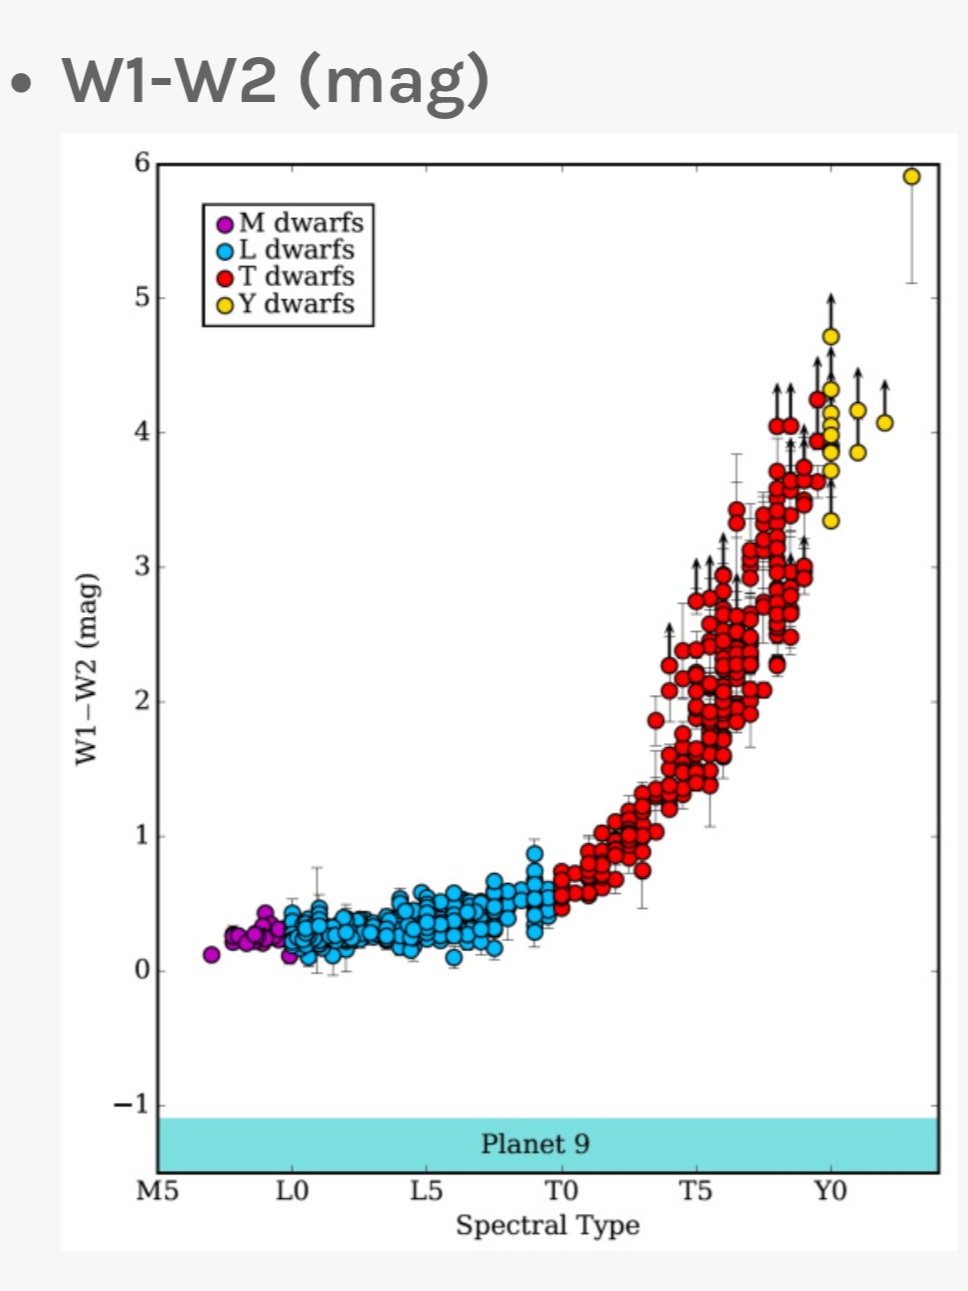 • W1-W2 (mag)
6
M dwarfs
L dwarfs
T dwarfs
Y dwarfs
5
4
3
2
1
0
−1
W1−W2 (mag)
Planet 9
M5 L0 L5 T0 T5 Y0
Spectral Type